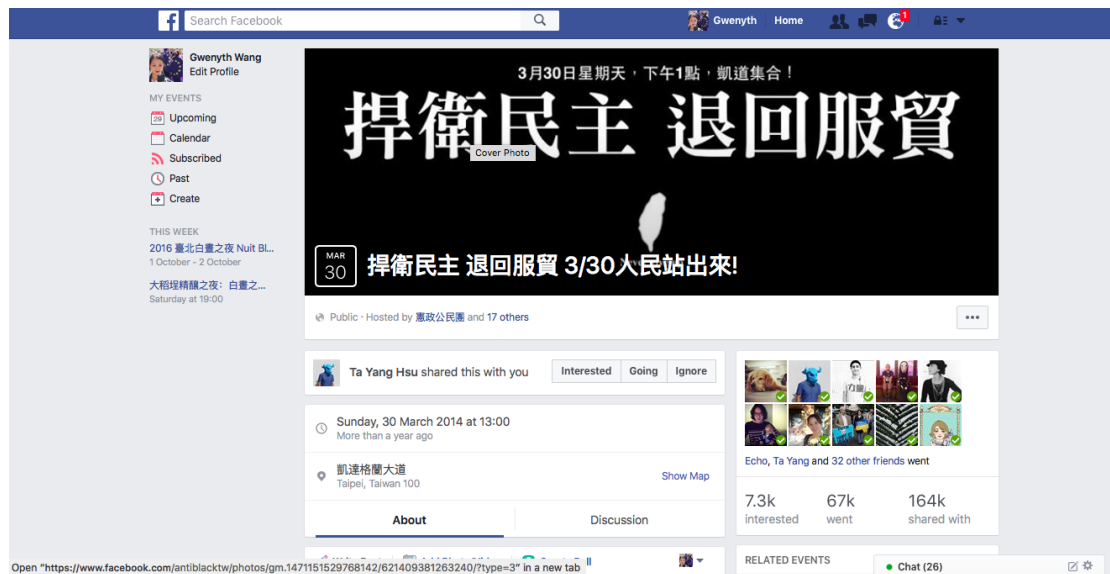 Search Facebook
Gwenyth
Home
1
Gwenyth Wang
Edit Profile
MY EVENTS
29 Upcoming
Calendar
Subscribed
Past
Create
THIS WEEK
2016 臺北白晝之夜 Nuit Bl...
1 October - 2 October
大稻埕精釀之夜：白晝之...
Saturday at 19:00
3月30日星期天，下午1點，凱道集合！
捍衛民主 退回服貿
Cover Photo
MAR
30
捍衛民主 退回服貿 3/30人民站出來!
Public · Hosted by 憲政公民團 and 17 others
Ta Yang Hsu shared this with you
Interested
Going
Ignore
Sunday, 30 March 2014 at 13:00
More than a year ago
凱達格蘭大道
Taipei, Taiwan 100
Show Map
About
Discussion
Echo, Ta Yang and 32 other friends went
7.3k
interested
67k
went
164k
shared with
RELATED EVENTS
Chat (26)
Open "https://www.facebook.com/antiblacktw/photos/gm.1471151529768142/621409381263240/?type=3" in a new tab